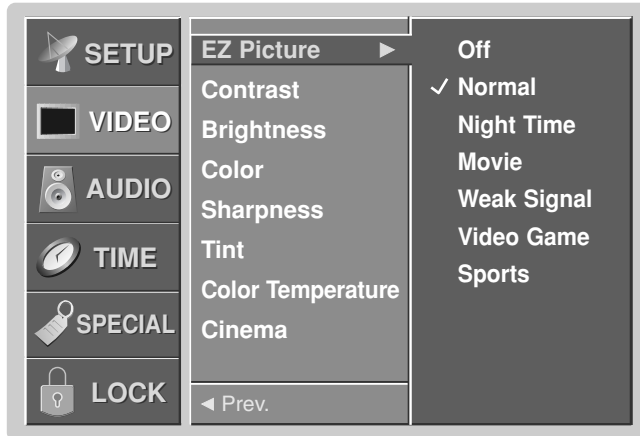 SETUP
VIDEO
AUDIO
TIME
SPECIAL
LOCK
EZ Picture ►
Contrast
Brightness
Color
Sharpness
Tint
Color Temperature
Cinema
◄ Prev.
Off
✓ Normal
Night Time
Movie
Weak Signal
Video Game
Sports